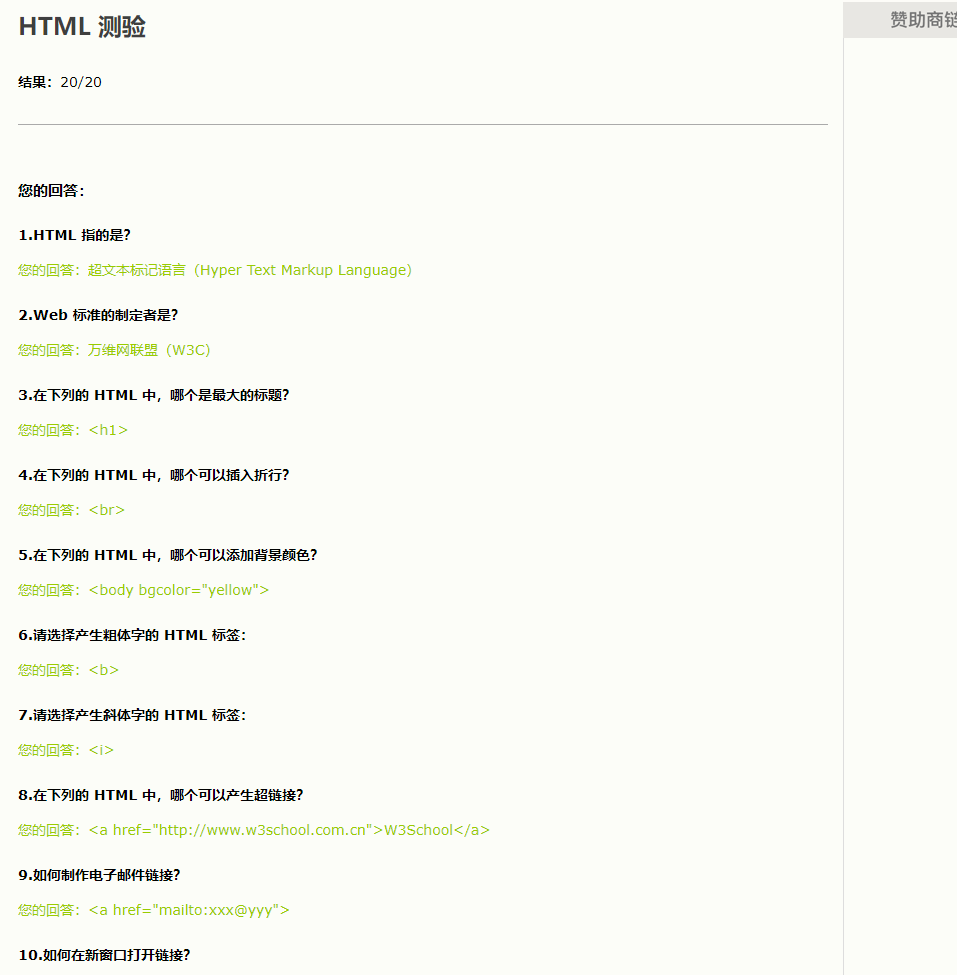 HTML 测验
赞助商链
结果：20/20
您的回答：
1.HTML 指的是？
您的回答：超文本标记语言（Hyper Text Markup Language）
2.Web 标准的制定者是？
您的回答：万维网联盟（W3C）
3.在下列的 HTML 中，哪个是最大的标题？
您的回答：<h1>
4.在下列的 HTML 中，哪个可以插入折行？
您的回答：<br>
5.在下列的 HTML 中，哪个可以添加背景颜色？
您的回答：<body bgcolor="yellow">
6.请选择产生粗体字的 HTML 标签：
您的回答：<b>
7.请选择产生斜体字的 HTML 标签：
您的回答：<i>
8.在下列的 HTML 中，哪个可以产生超链接？
您的回答：<a href="http://www.w3school.com.cn">W3School</a>
9.如何制作电子邮件链接？
您的回答：<a href="mailto:xxx@yyy">
10.如何在新窗口打开链接？